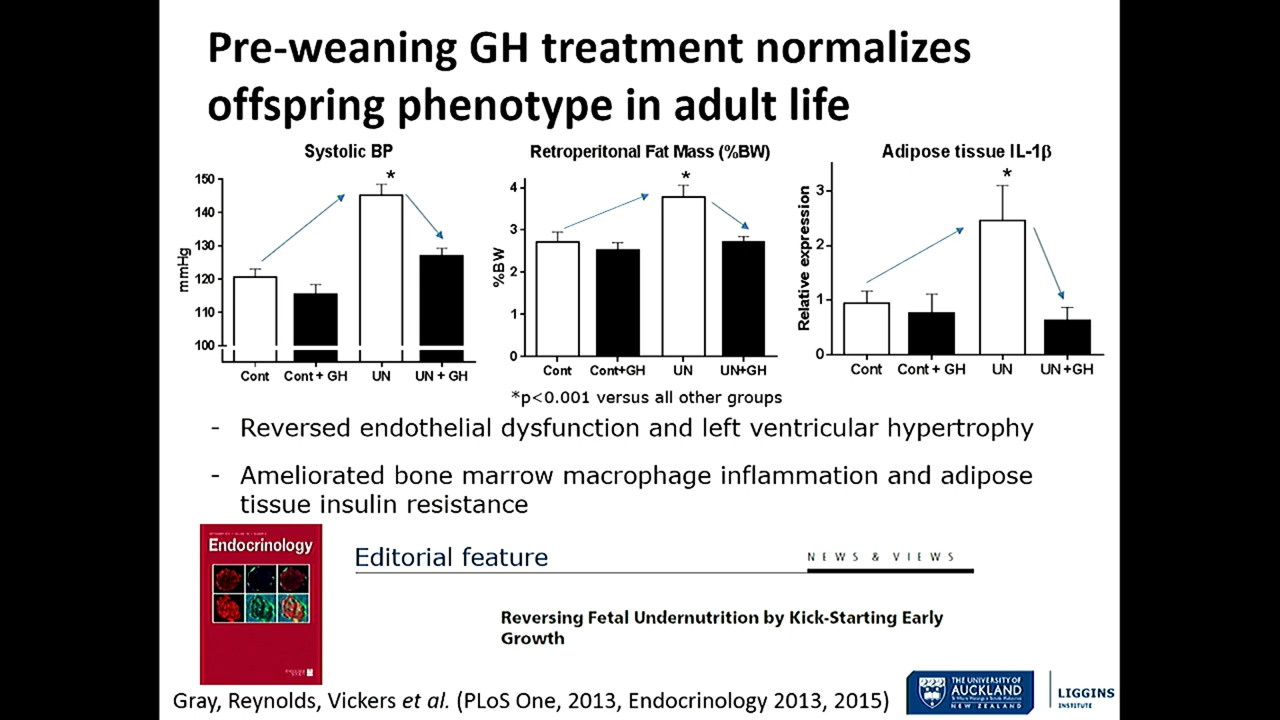 Pre-weaning GH treatment normalizes
offspring phenotype in adult life
Systolic BP
150
140
130
120
110
100
mmHg
Cont
Cont + GH
UN
UN + GH
*
Retroperitonal Fat Mass (%BW)
4
3
2
1
0
%BW
Cont
Cont+GH
UN
UN+GH
*
Adipose tissue IL-1β
3
2
1
0
Relative expression
Cont
Cont + GH
UN
UN +GH
*
*p<0.001 versus all other groups
- Reversed endothelial dysfunction and left ventricular hypertrophy
- Ameliorated bone marrow macrophage inflammation and adipose
tissue insulin resistance
Endocrinology
Editorial feature
NEWS & VIEWS
Reversing Fetal Undernutrition by Kick-Starting Early
Growth
Gray, Reynolds, Vickers et al. (PLoS One, 2013, Endocrinology 2013, 2015)
THE UNIVERSITY OF
AUCKLAND
NEW ZEALAND
LIGGINS
INSTITUTE